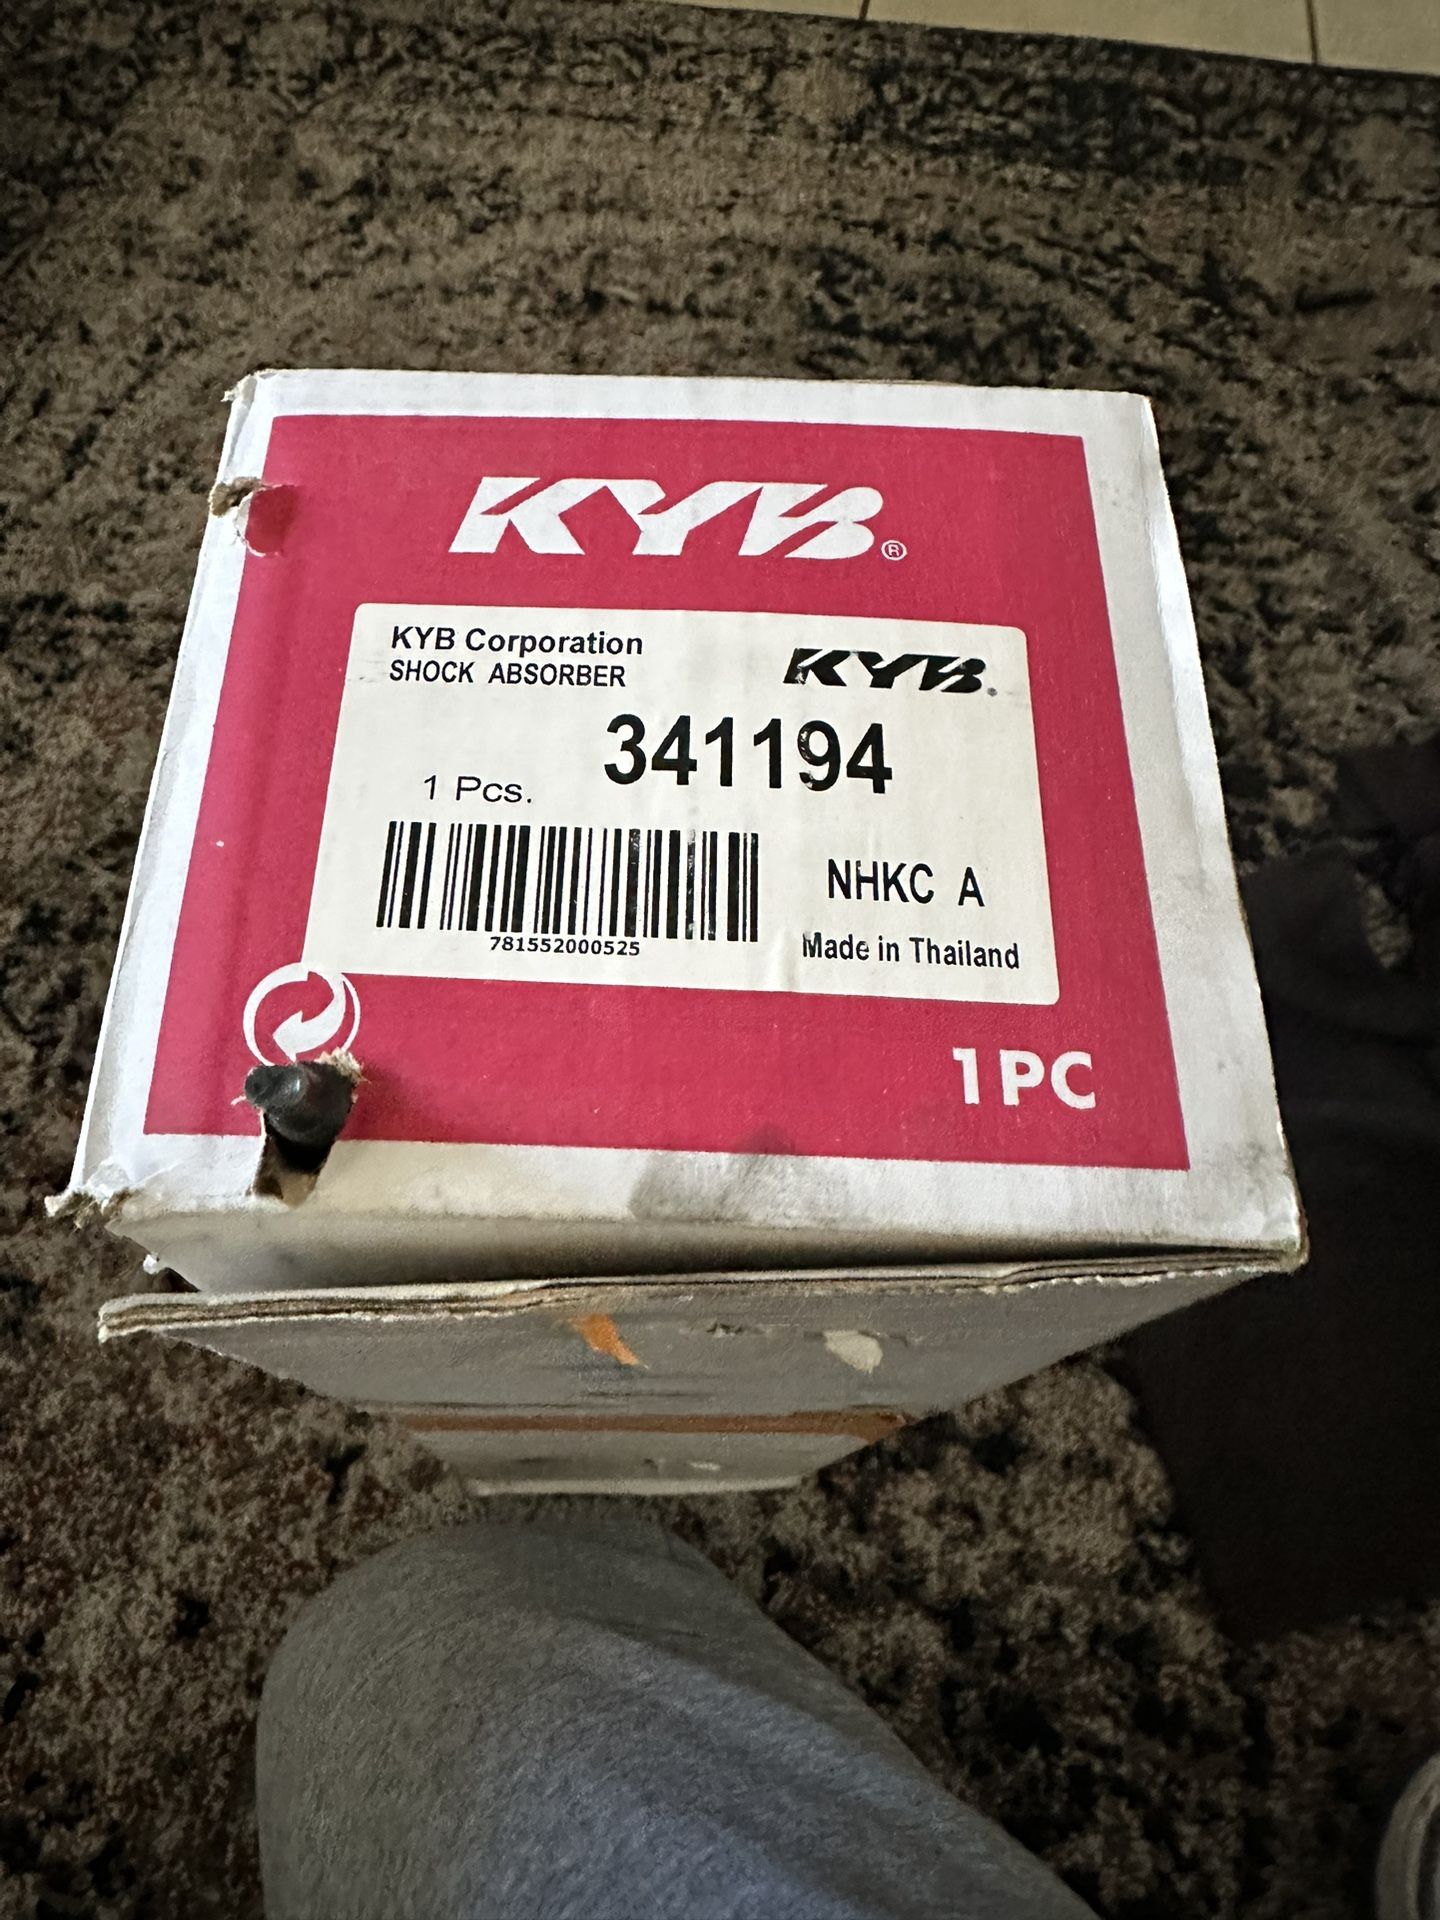 KYB®
KYB Corporation
SHOCK ABSORBER
KYB®
341194
1 Pcs.
781552000525
NHKC A
Made in Thailand
1PC